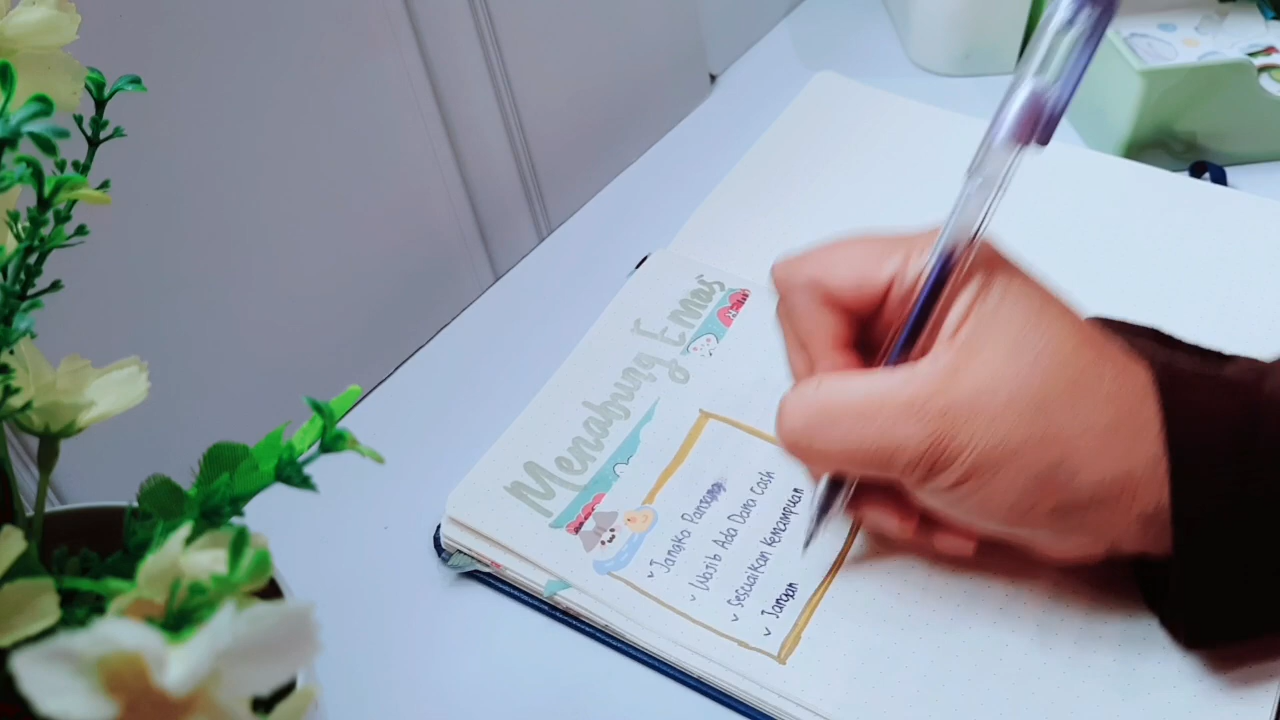 Menabung Emas
✓ Jangka Panjang
✓ Wajib Ada Dana Cash
✓ Sesuaikan Kemampuan
✓ Jangan